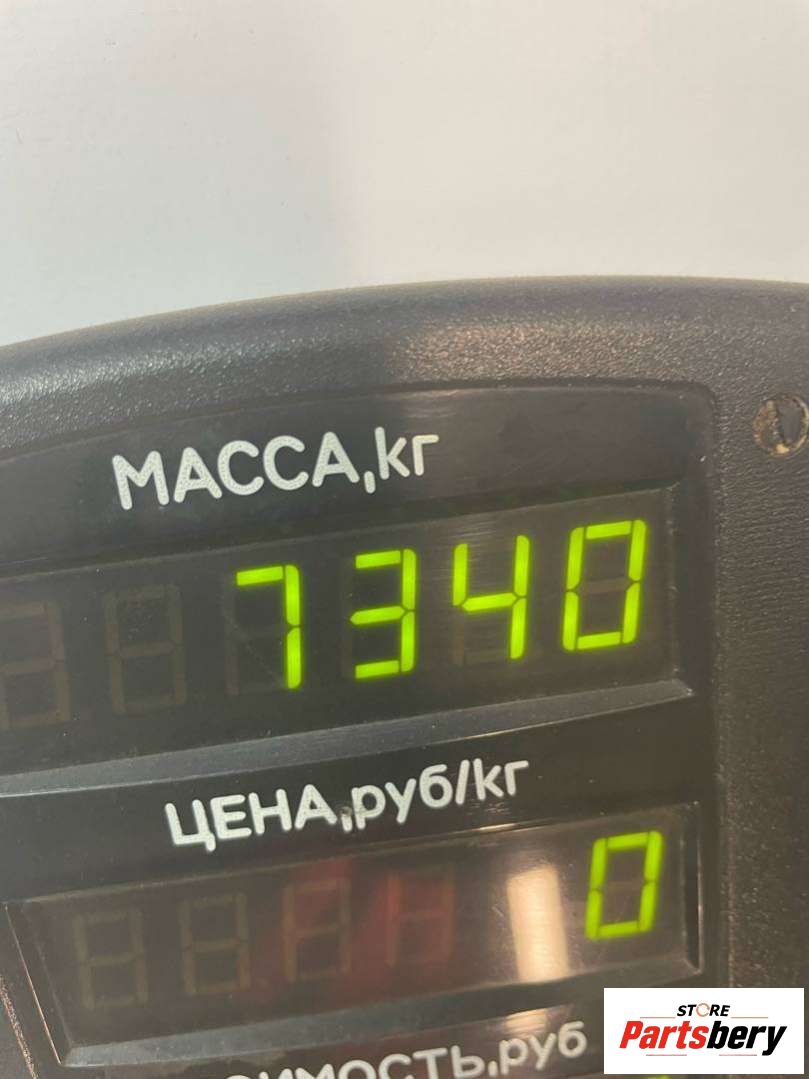 МАССА,кг
7340
ЦЕНА,руб/кг
0
STORE
Partsbery